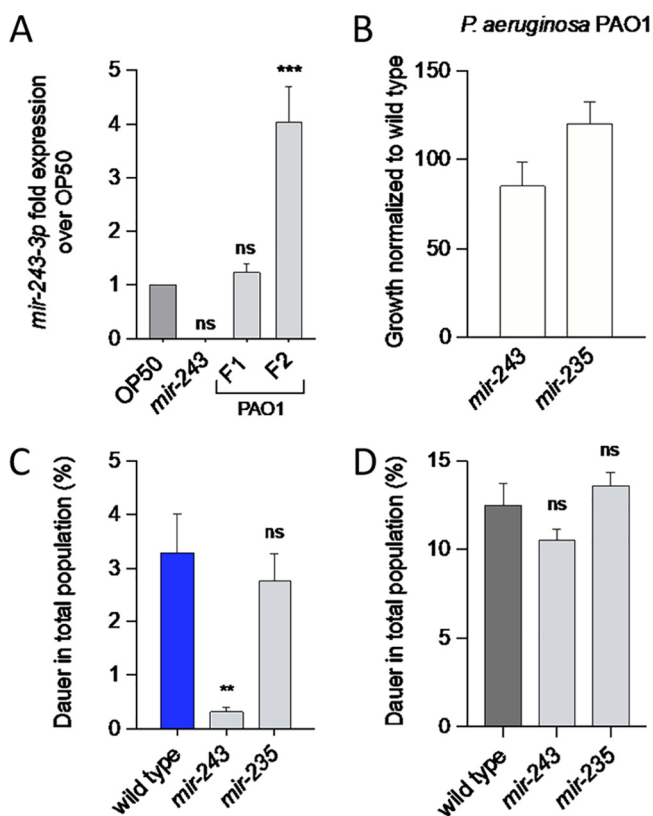 A
mir-243-3p fold expression
over OP50
5
4
3
2
1
0
ns
ns
***
OP50
mir-243
F1
F2
PAO1
B
P. aeruginosa PAO1
Growth normalized to wild type
150
100
50
0
mir-243
mir-235
C
Dauer in total population (%)
5
4
3
2
1
0
**
ns
wild type
mir-243
mir-235
D
Dauer in total population (%)
15
10
5
0
ns
ns
wild type
mir-243
mir-235